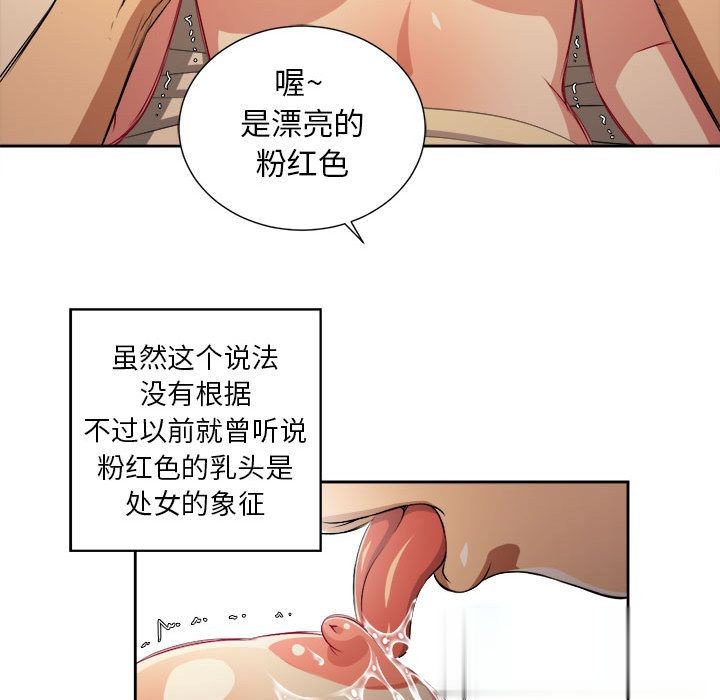 喔~
是漂亮的
粉红色
虽然这个说法
没有根据
不过以前就曾听说
粉红色的乳头是
处女的象征